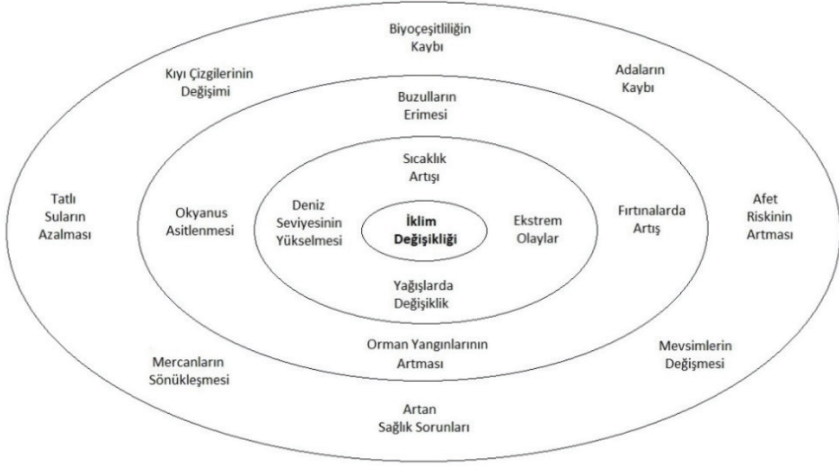 Biyoçeşitliliğin
Kaybı
Kıyı Çizgilerinin
Değişimi
Adaların
Kaybı
Buzulların
Erimesi
Sıcaklık
Artışı
Tatlı
Suların
Azalması
Okyanus
Asitlenmesi
Deniz
Seviyesinin
Yükselmesi
İklim
Değişikliği
Ekstrem
Olaylar
Fırtınalarda
Artış
Afet
Riskinin
Artması
Yağışlarda
Değişiklik
Orman Yangınlarının
Artması
Mercanların
Sönükleşmesi
Mevsimlerin
Değişmesi
Artan
Sağlık Sorunları